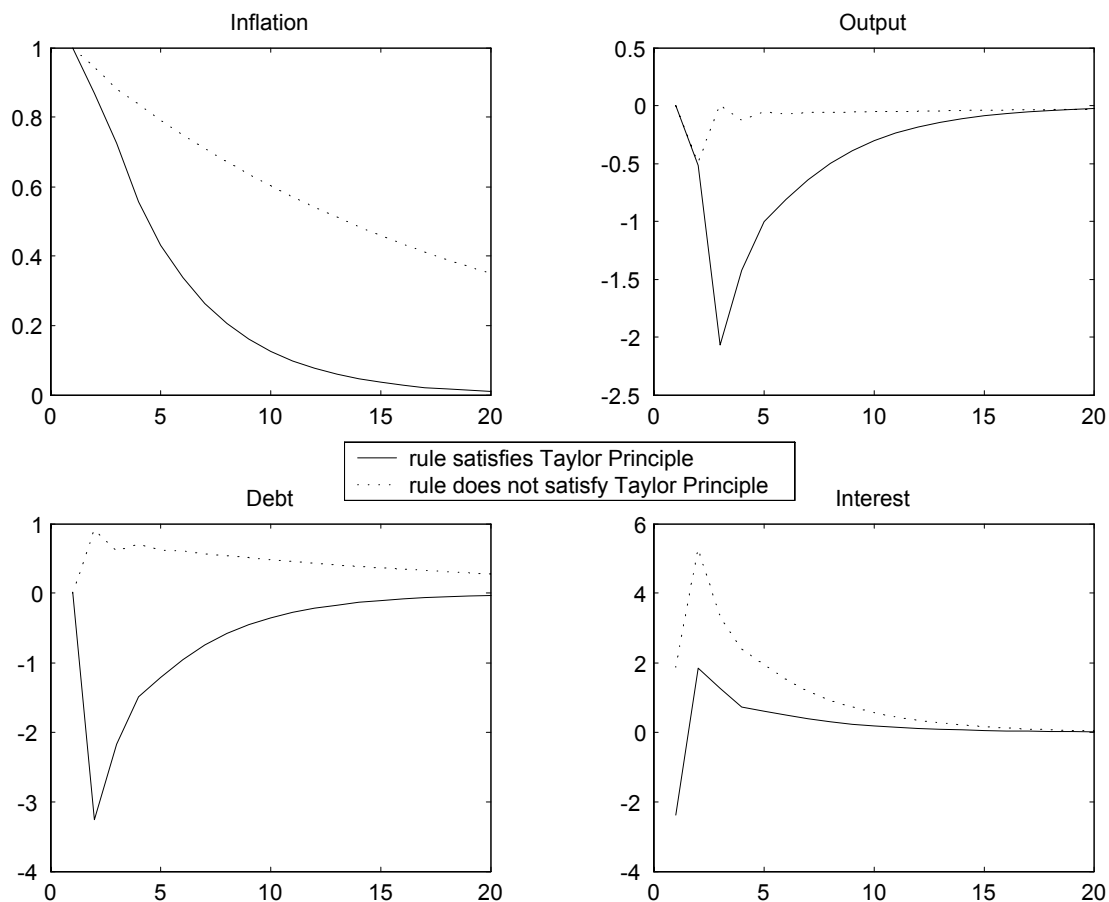 Inflation
1
0.8
0.6
0.4
0.2
0
0 5 10 15 20
Output
0.5
0
-0.5
-1
-1.5
-2
-2.5
0 5 10 15 20
rule satisfies Taylor Principle
rule does not satisfy Taylor Principle
Debt
1
0
-1
-2
-3
-4
0 5 10 15 20
Interest
6
4
2
0
-2
-4
0 5 10 15 20